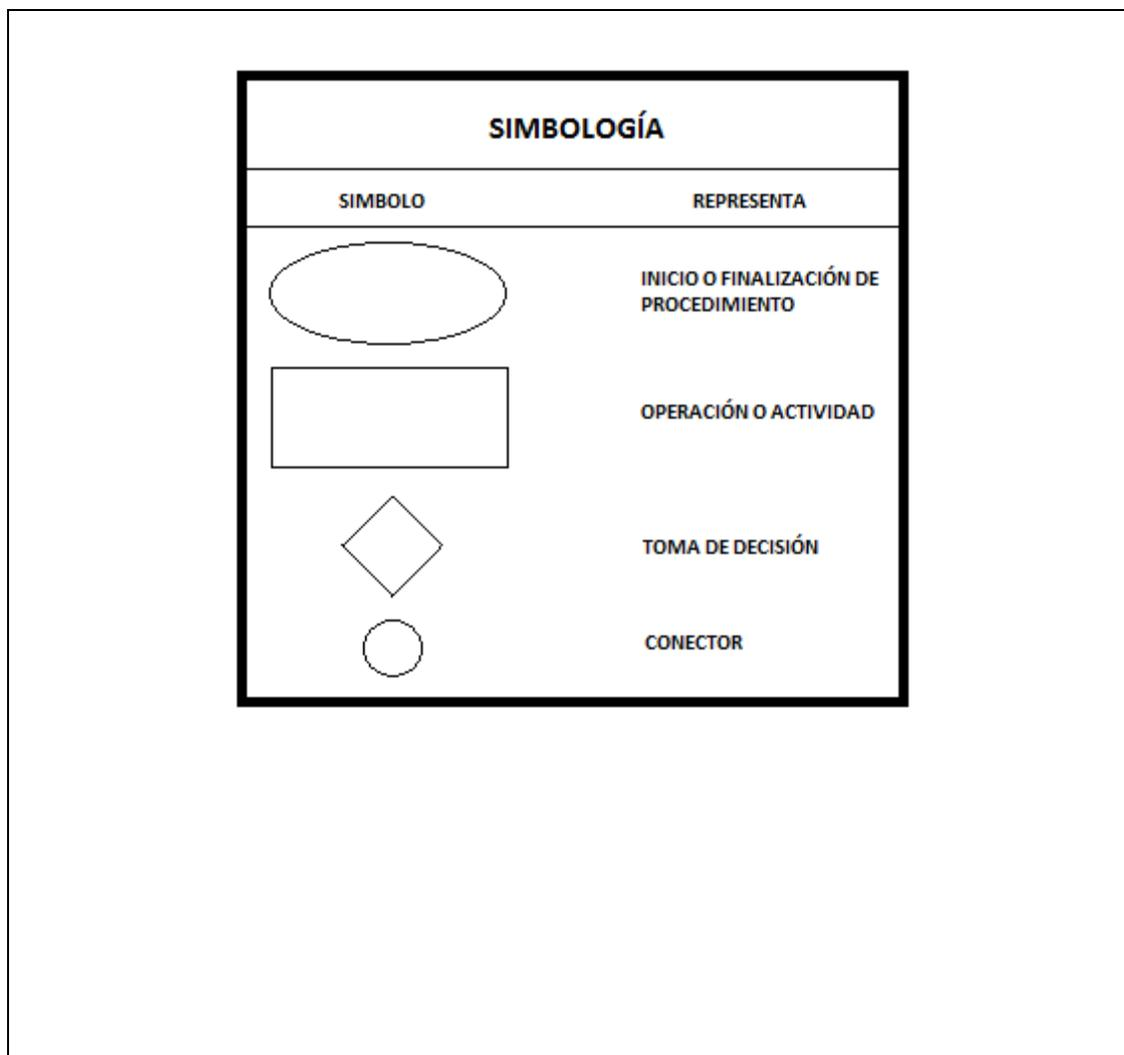 SIMBOLOGÍA
SIMBOLO REPRESENTA
INICIO O FINALIZACIÓN DE
PROCEDIMIENTO
OPERACIÓN O ACTIVIDAD
TOMA DE DECISIÓN
CONECTOR